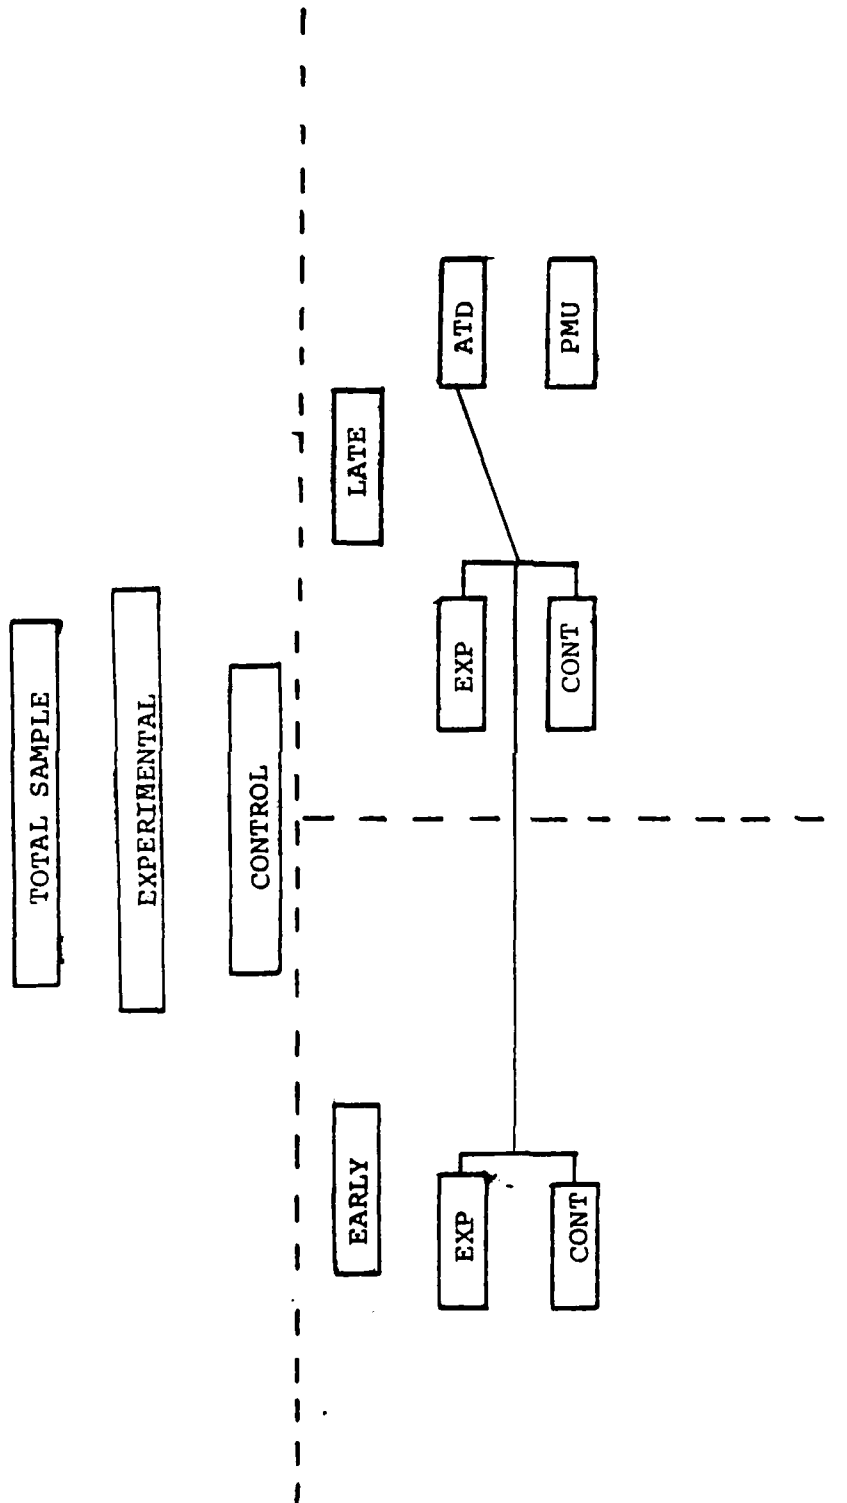 TOTAL SAMPLE
EXPERIMENTAL
CONTROL
EARLY
LATE
EXP
EXP
ATD
CONT
CONT
PMU